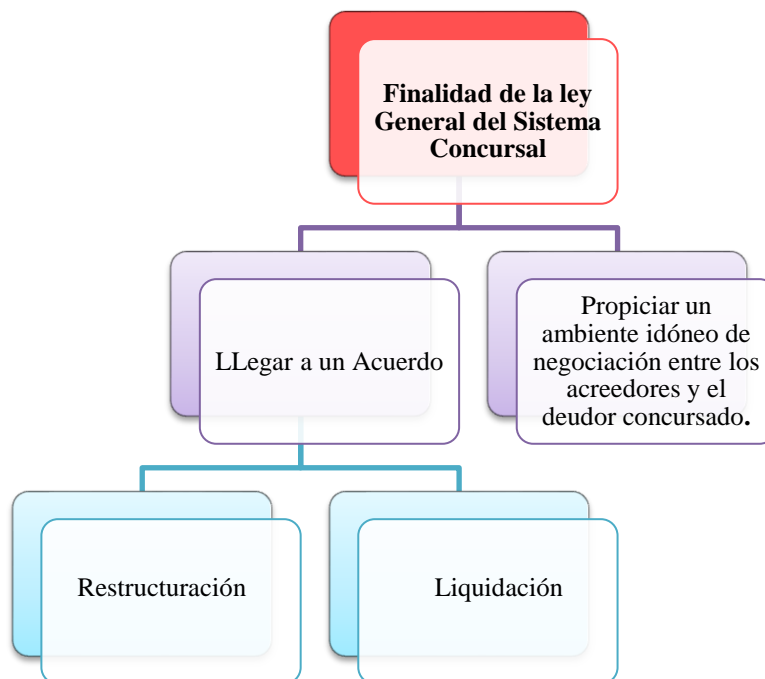 Finalidad de la ley
General del Sistema
Concursal
LLegar a un Acuerdo
Propiciar un
ambiente idóneo de
negociación entre los
acreedores y el
deudor concursado.
Restructuración
Liquidación